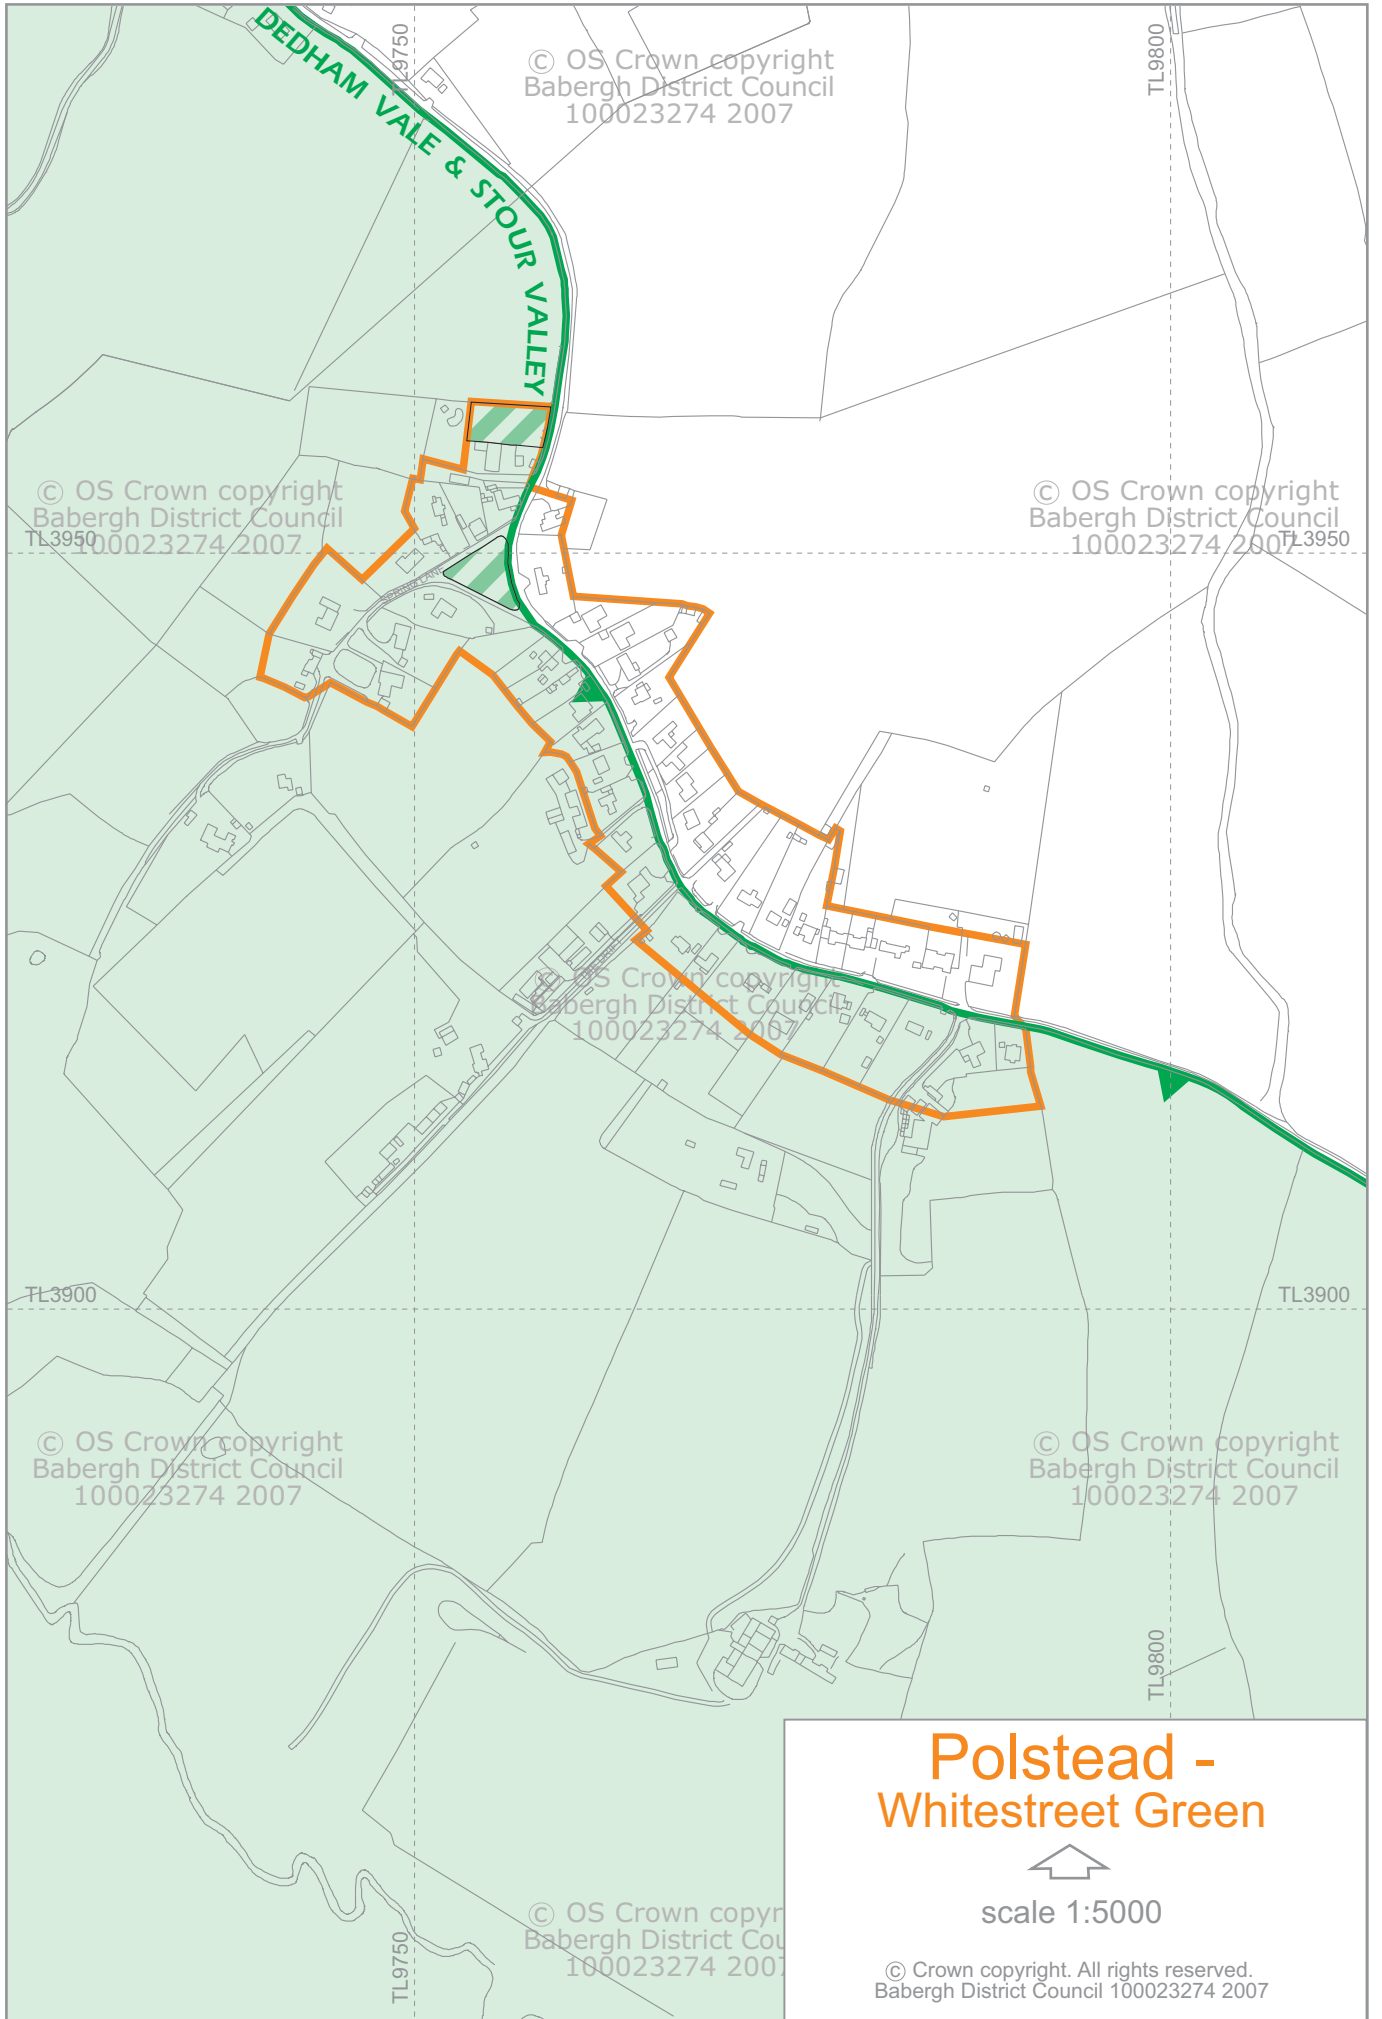 DEDHAM VALE & STOUR VALLEY
TL9750
TL9800
© OS Crown copyright
Babergh District Council
100023274 2007
© OS Crown copyright
Babergh District Council
100023274 2007
© OS Crown copyright
Babergh District Council
100023274 2007
TL3950
TL3950
LANE
© OS Crown copyright
Babergh District Council
100023274 2007
TL3900
TL3900
© OS Crown copyright
Babergh District Council
100023274 2007
© OS Crown copyright
Babergh District Council
100023274 2007
TL9800
Polstead -
Whitestreet Green
scale 1:5000
© Crown copyright. All rights reserved.
Babergh District Council 100023274 2007
TL9750
© OS Crown copyr
Babergh District Cou
100023274 2007